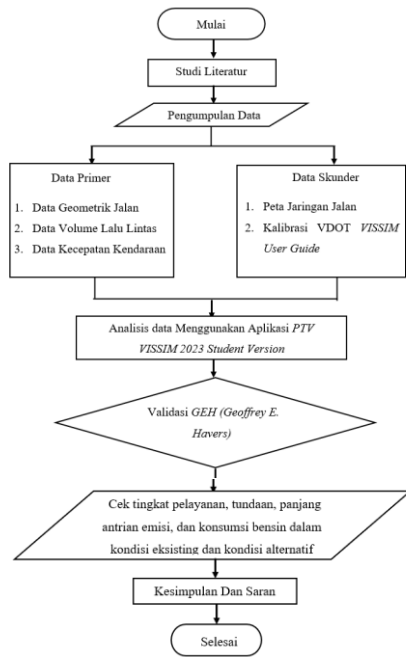 Mulai
Studi Literatur
Pengumpulan Data
Data Primer
1. Data Geometrik Jalan
2. Data Volume Lalu Lintas
3. Data Kecepatan Kendaraan
Data Skunder
1. Peta Jaringan Jalan
2. Kalibrasi VDOT VISSIM
User Guide
Analisis data Menggunakan Aplikasi PTV
VISSIM 2023 Student Version
Validasi GEH (Geoffrey E.
Havers)
Cek tingkat pelayanan, tundaan, panjang
antrian emisi, dan konsumsi bensin dalam
kondisi eksisting dan kondisi alternatif
Kesimpulan Dan Saran
Selesai